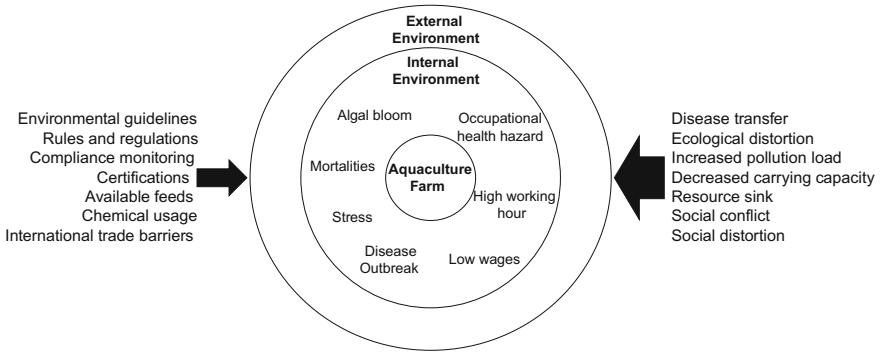 External
Environment
Internal
Environment
Algal bloom
Occupational
health hazard
Mortalities
Aquaculture
Farm
High working
hour
Stress
Disease
Outbreak
Low wages
Environmental guidelines
Rules and regulations
Compliance monitoring
Certifications
Available feeds
Chemical usage
International trade barriers
Disease transfer
Ecological distortion
Increased pollution load
Decreased carrying capacity
Resource sink
Social conflict
Social distortion